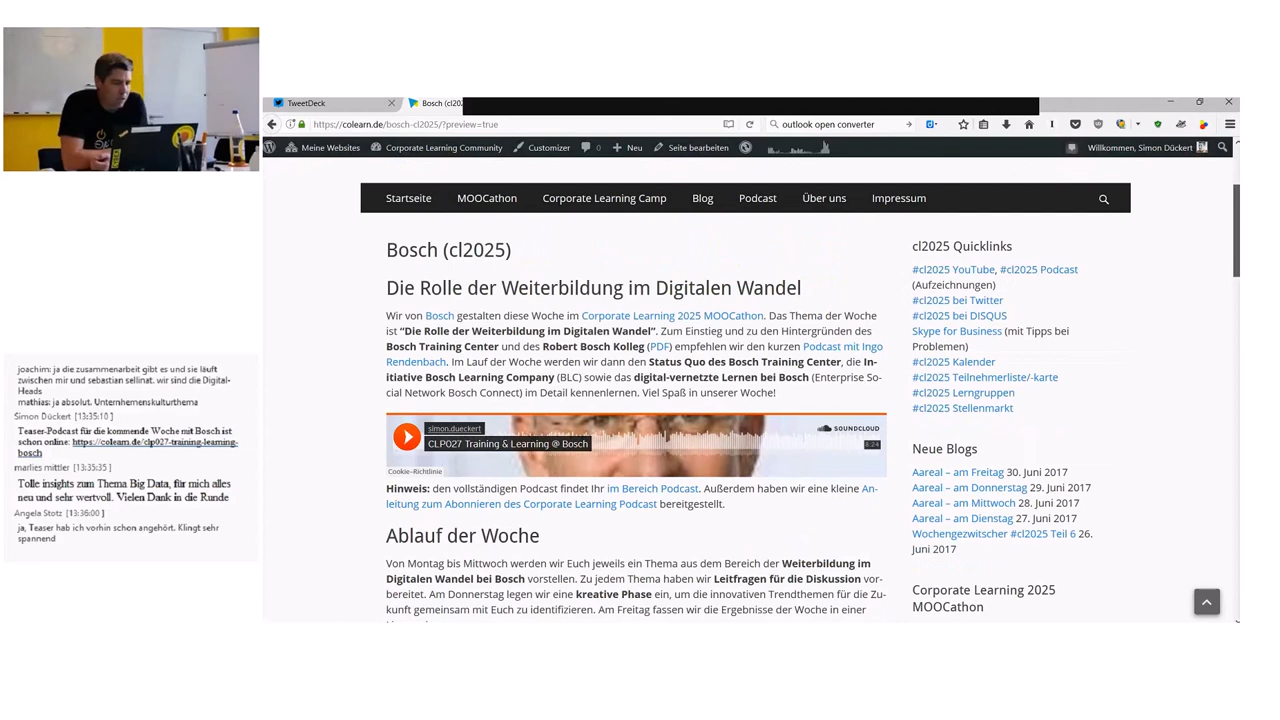 TweetDeck
Bosch (cl202
https://colearn.de/bosch-cl2025/?preview=true
outlook open converter
Meine Websites
Corporate Learning Community
Customizer
0
Neu
Seite bearbeiten
Willkommen, Simon Dückert
Startseite
MOOCathon
Corporate Learning Camp
Blog
Podcast
Über uns
Impressum
Bosch (cl2025)
Die Rolle der Weiterbildung im Digitalen Wandel
Wir von Bosch gestalten diese Woche im Corporate Learning 2025 MOOCathon. Das Thema der Woche
ist “Die Rolle der Weiterbildung im Digitalen Wandel”. Zum Einstieg und zu den Hintergründen des
Bosch Training Center und des Robert Bosch Kolleg (PDF) empfehlen wir den kurzen Podcast mit Ingo
Rendenbach. Im Lauf der Woche werden wir dann den Status Quo des Bosch Training Center, die In-
itiative Bosch Learning Company (BLC) sowie das digital-vernetzte Lernen bei Bosch (Enterprise So-
cial Network Bosch Connect) im Detail kennenlernen. Viel Spaß in unserer Woche!
simon.dueckert
CLP027 Training & Learning @ Bosch
SOUNDCLOUD
8:24
Cookie-Richtlinie
Hinweis: den vollständigen Podcast findet Ihr im Bereich Podcast. Außerdem haben wir eine kleine An-
leitung zum Abonnieren des Corporate Learning Podcast bereitgestellt.
Ablauf der Woche
Von Montag bis Mittwoch werden wir Euch jeweils ein Thema aus dem Bereich der Weiterbildung im
Digitalen Wandel bei Bosch vorstellen. Zu jedem Thema haben wir Leitfragen für die Diskussion vor-
bereitet. Am Donnerstag legen wir eine kreative Phase ein, um die innovativen Trendthemen für die Zu-
kunft gemeinsam mit Euch zu identifizieren. Am Freitag fassen wir die Ergebnisse der Woche in einer
cl2025 Quicklinks
#cl2025 YouTube, #cl2025 Podcast
(Aufzeichnungen)
#cl2025 bei Twitter
#cl2025 bei DISQUS
Skype for Business (mit Tipps bei
Problemen)
#cl2025 Kalender
#cl2025 Teilnehmerliste/-karte
#cl2025 Lerngruppen
#cl2025 Stellenmarkt
Neue Blogs
Aareal – am Freitag 30. Juni 2017
Aareal – am Donnerstag 29. Juni 2017
Aareal – am Mittwoch 28. Juni 2017
Aareal – am Dienstag 27. Juni 2017
Wochengezwitscher #cl2025 Teil 6 26.
Juni 2017
Corporate Learning 2025
MOOCathon
joachim: ja die zusammenarbeit gibt es und sie läuft
zwischen mir und sebastian sellinat. wir sind die Digital-
Heads
mathias: ja absolut. Unternhemenskulturthema
Simon Dückert [13:35:10]
Teaser-Podcast für die kommende Woche mit Bosch ist
schon online: https://colearn.de/clp027-training-learning-
bosch
marlies mittler [13:35:35]
Tolle insights zum Thema Big Data, für mich alles
neu und sehr wertvoll. Vielen Dank in die Runde
Angela Stotz [13:36:00]
ja, Teaser hab ich vorhin schon angehört. Klingt sehr
spannend